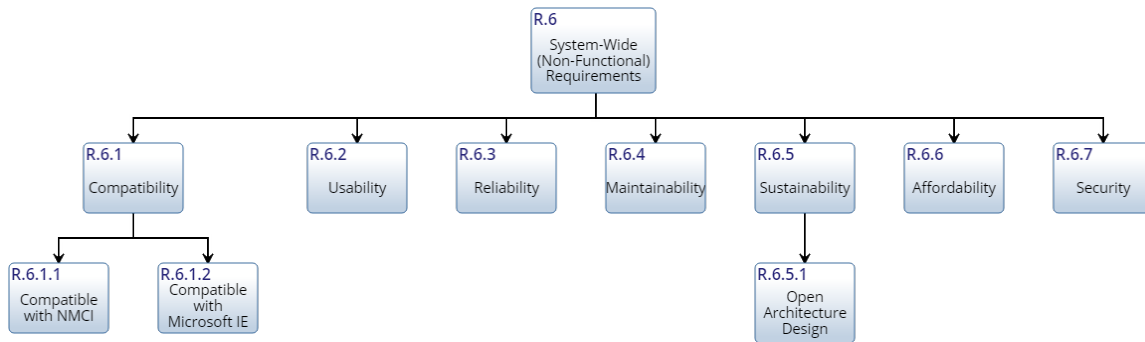 R.6
System-Wide
(Non-Functional)
Requirements
R.6.1
Compatibility
R.6.2
Usability
R.6.3
Reliability
R.6.4
Maintainability
R.6.5
Sustainability
R.6.6
Affordability
R.6.7
Security
R.6.1.1
Compatible
with NMCI
R.6.1.2
Compatible
with
Microsoft IE
R.6.5.1
Open
Architecture
Design